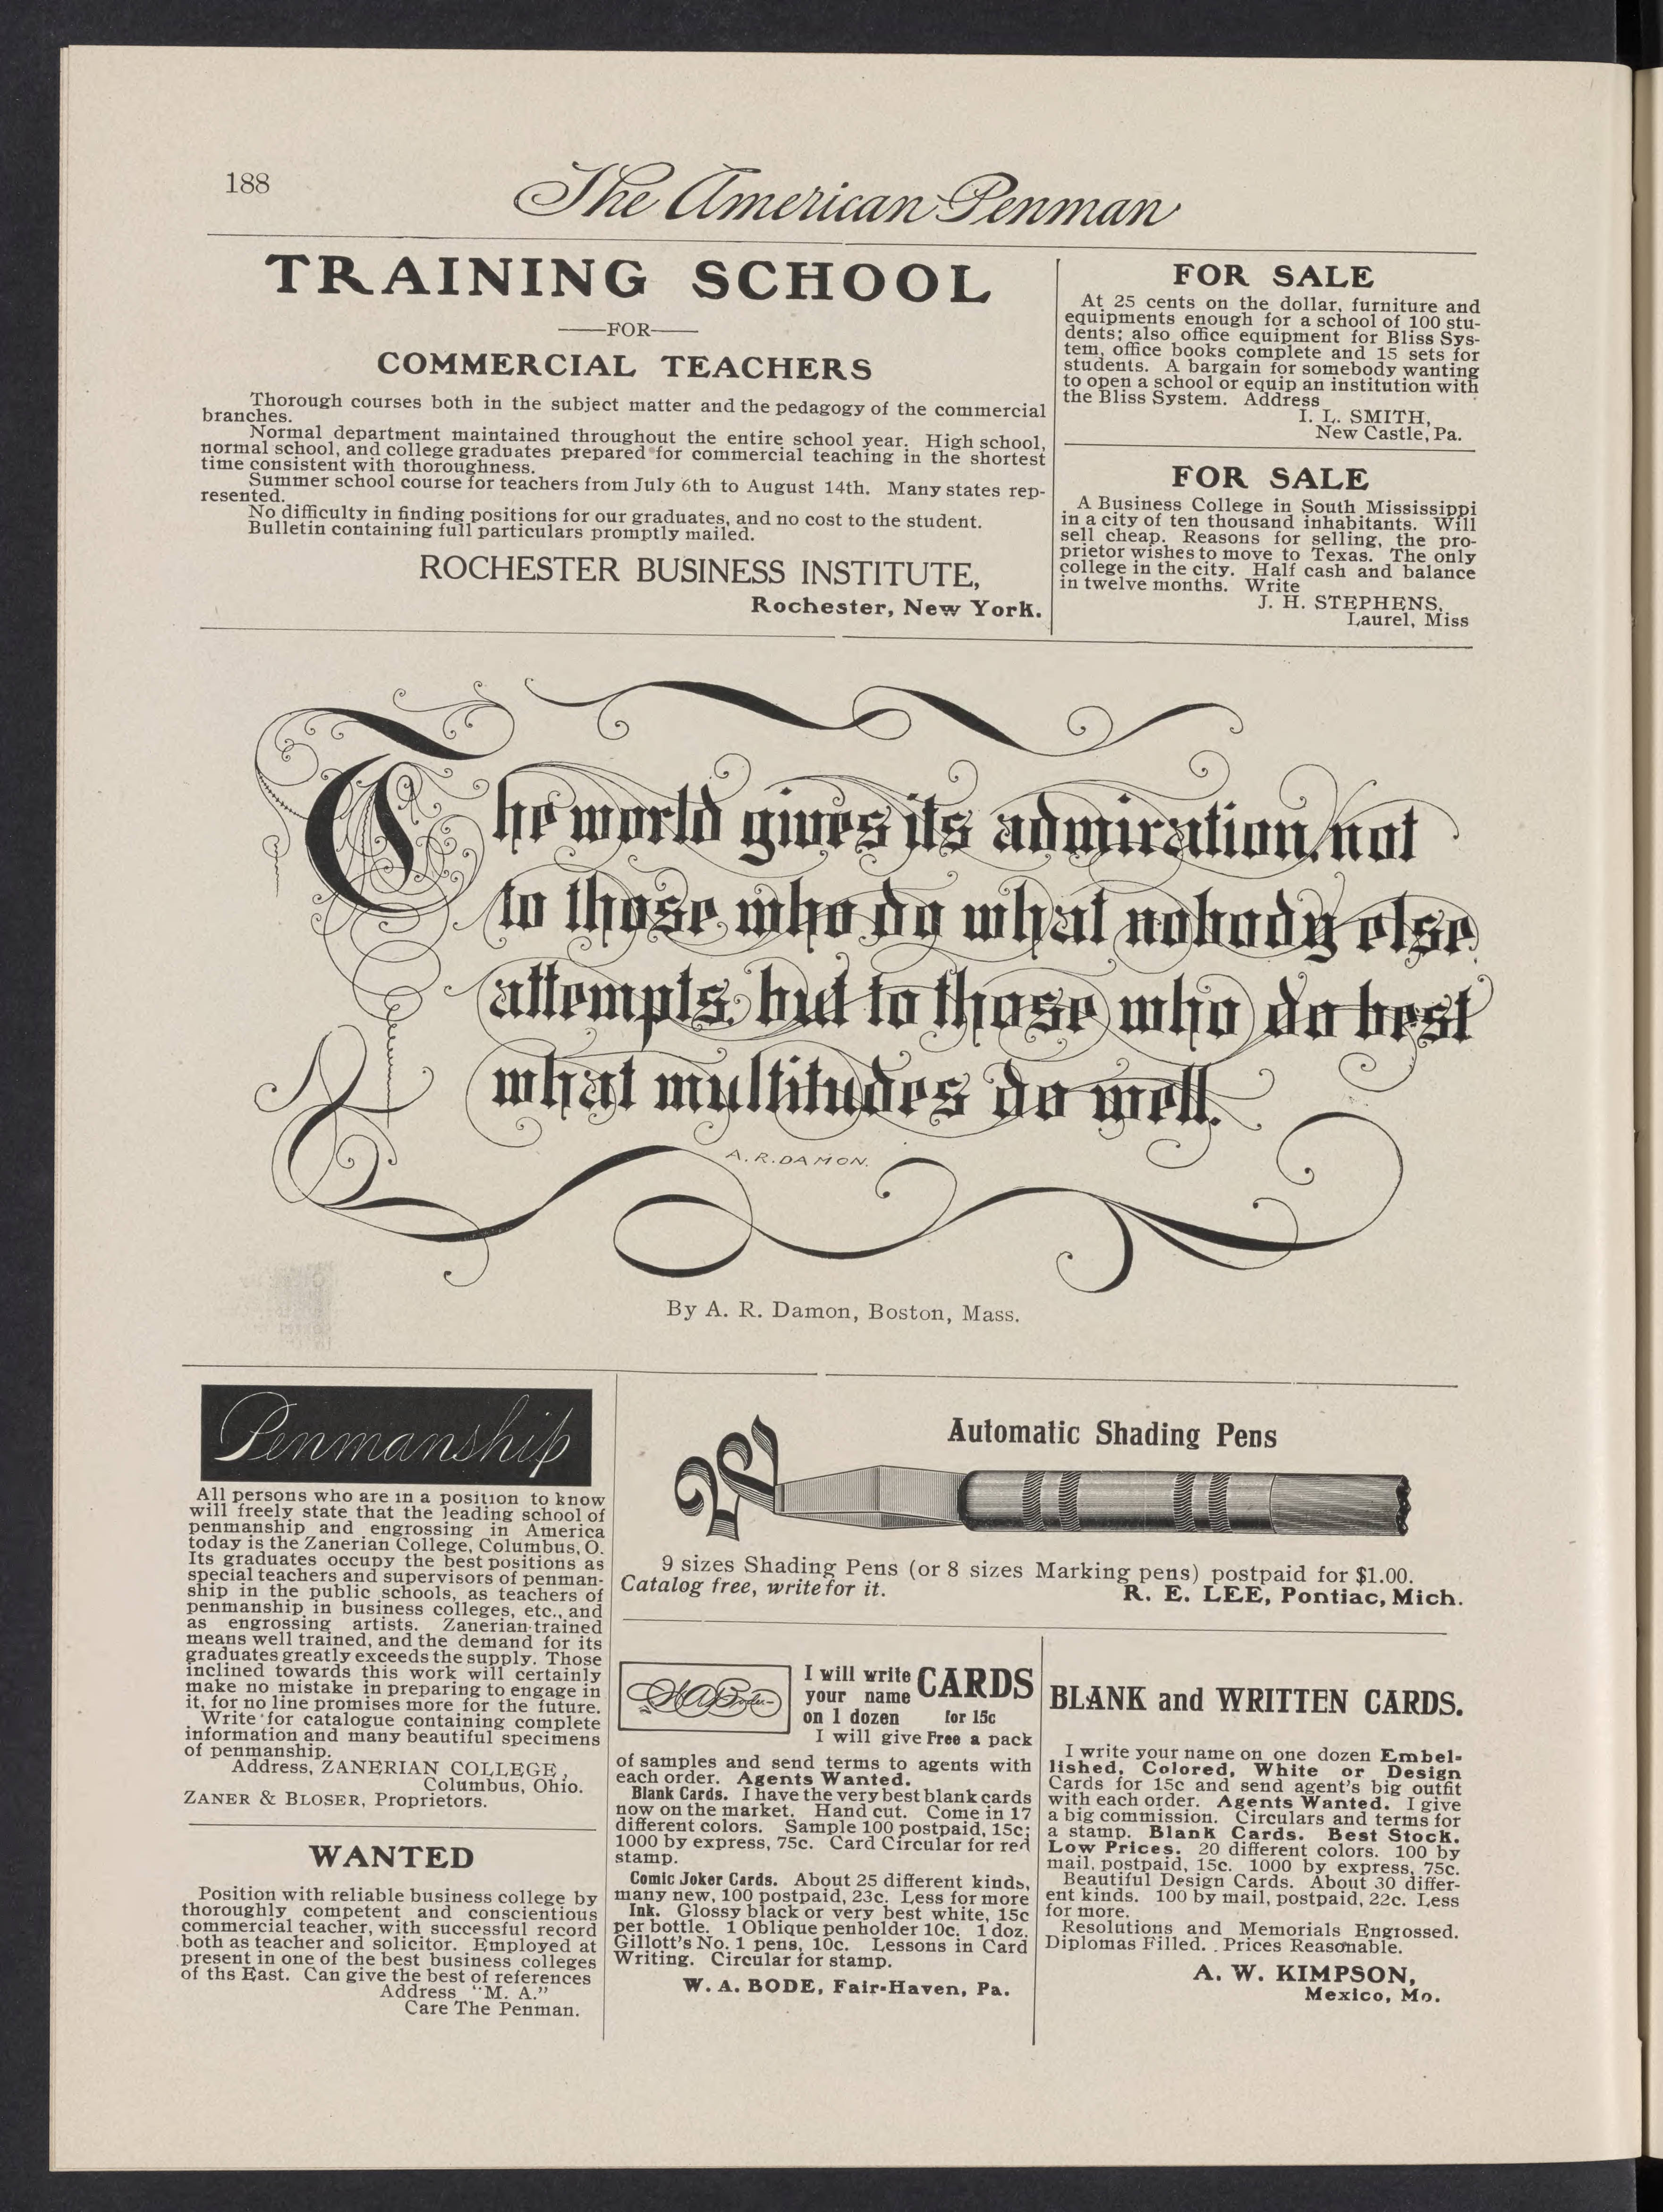 188
The American Penman
TRAINING SCHOOL
FOR
COMMERCIAL TEACHERS
Thorough courses both in the subject matter and the pedagogy of the commercial
branches.
Normal department maintained throughout the entire school year. High school,
normal school, and college graduates prepared for commercial teaching in the shortest
time consistent with thoroughness.
Summer school course for teachers from July 6th to August 14th. Many states rep-
resented.
No difficulty in finding positions for our graduates, and no cost to the student.
Bulletin containing full particulars promptly mailed.
ROCHESTER BUSINESS INSTITUTE,
Rochester, New York.
FOR SALE
At 25 cents on the dollar, furniture and
equipments enough for a school of 100 stu-
dents; also office equipment for Bliss Sys-
tem, office books complete and 15 sets for
students. A bargain for somebody wanting
to open a school or equip an institution with
the Bliss System. Address
I. L. SMITH,
New Castle, Pa.
FOR SALE
A Business College in South Mississippi
in a city of ten thousand inhabitants. Will
sell cheap. Reasons for selling, the pro-
prietor wishes to move to Texas. The only
college in the city. Half cash and balance
in twelve months. Write
J. H. STEPHENS,
Laurel, Miss
The world gives its admiration, not
to those who do what nobody else
attempts, but to those who do best
what multitudes do well.
A. R. DAMON.
By A. R. Damon, Boston, Mass.
Penmanship
All persons who are in a position to know
will freely state that the leading school of
penmanship and engrossing in America
today is the Zanerian College, Columbus, O.
Its graduates occupy the best positions as
special teachers and supervisors of penman-
ship in the public schools, as teachers of
penmanship in business colleges, etc., and
as engrossing artists. Zanerian-trained
means well trained, and the demand for its
graduates greatly exceeds the supply. Those
inclined towards this work will certainly
make no mistake in preparing to engage in
it, for no line promises more for the future.
Write for catalogue containing complete
information and many beautiful specimens
of penmanship.
Address, ZANERIAN COLLEGE,
Columbus, Ohio.
ZANER & BLOSER, Proprietors.
WANTED
Position with reliable business college by
thoroughly competent and conscientious
commercial teacher, with successful record
both as teacher and solicitor. Employed at
present in one of the best business colleges
of ths East. Can give the best of references
Address "M. A."
Care The Penman.
Automatic Shading Pens
9 sizes Shading Pens (or 8 sizes Marking pens) postpaid for $1.00.
Catalog free, write for it.
R. E. LEE, Pontiac, Mich.
W. A. Bode
I will write CARDS
your name
on 1 dozen for 15c
I will give Free a pack
of samples and send terms to agents with
each order. Agents Wanted.
Blank Cards. I have the very best blank cards
now on the market. Hand cut. Come in 17
different colors. Sample 100 postpaid, 15c;
1000 by express, 75c. Card Circular for red
stamp.
Comic Joker Cards. About 25 different kinds,
many new, 100 postpaid, 23c. Less for more
Ink. Glossy black or very best white, 15c
per bottle. 1 Oblique penholder 10c. 1 doz.
Gillott's No. 1 pens, 10c. Lessons in Card
Writing. Circular for stamp.
W. A. BODE, Fair-Haven, Pa.
BLANK and WRITTEN CARDS.
I write your name on one dozen Embel-
lished, Colored, White or Design
Cards for 15c and send agent's big outfit
with each order. Agents Wanted. I give
a big commission. Circulars and terms for
a stamp. Blank Cards. Best Stock.
Low Prices. 20 different colors. 100 by
mail, postpaid, 15c. 1000 by express, 75c.
Beautiful Design Cards. About 30 differ-
ent kinds. 100 by mail, postpaid, 22c. Less
for more.
Resolutions and Memorials Engrossed.
Diplomas Filled. Prices Reasonable.
A. W. KIMPSON,
Mexico, Mo.